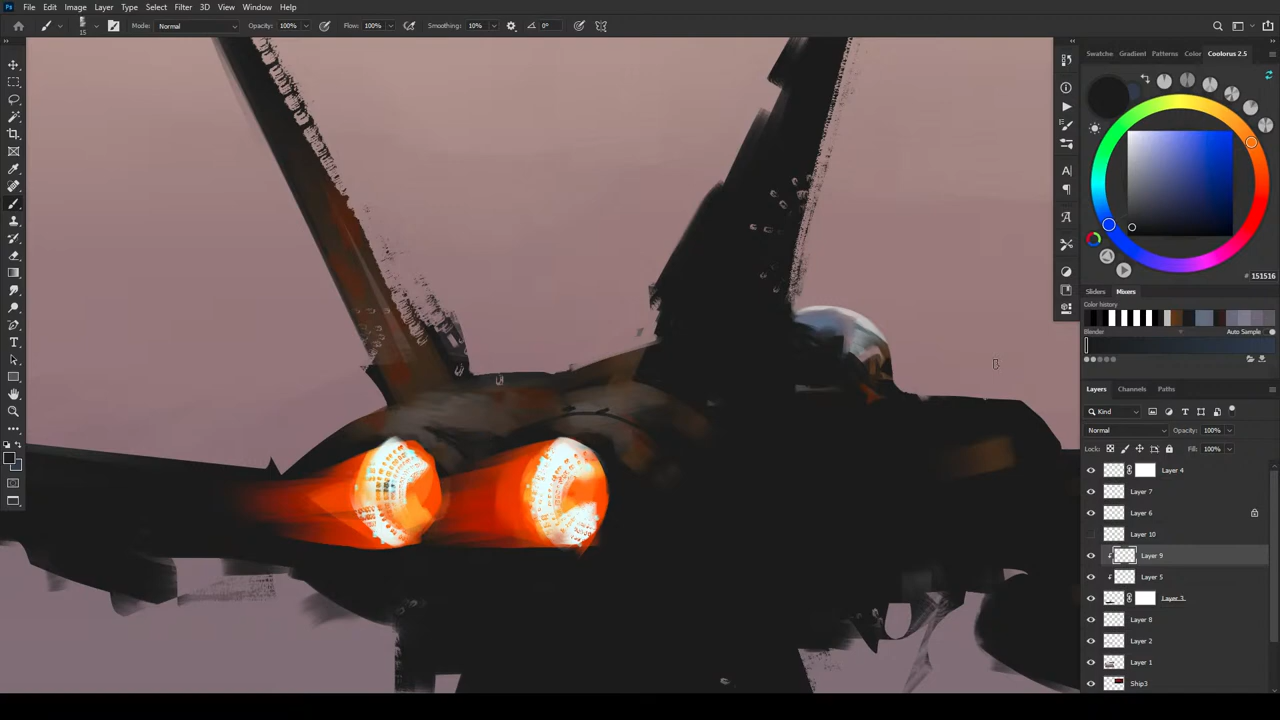 Ps File Edit Image Layer Type Select Filter 3D View Window Help
15 Mode: Normal Opacity: 100% Flow: 100% Smoothing: 10% 0°
Swatche Gradient Patterns Color Coolorus 2.5
# 151516
Sliders Mixers
Color history
Blender Auto Sample
Layers Channels Paths
Kind
Normal Opacity: 100%
Lock: Fill: 100%
Layer 4
Layer 7
Layer 6
Layer 10
Layer 9
Layer 5
Layer 3
Layer 8
Layer 2
Layer 1
Ship3